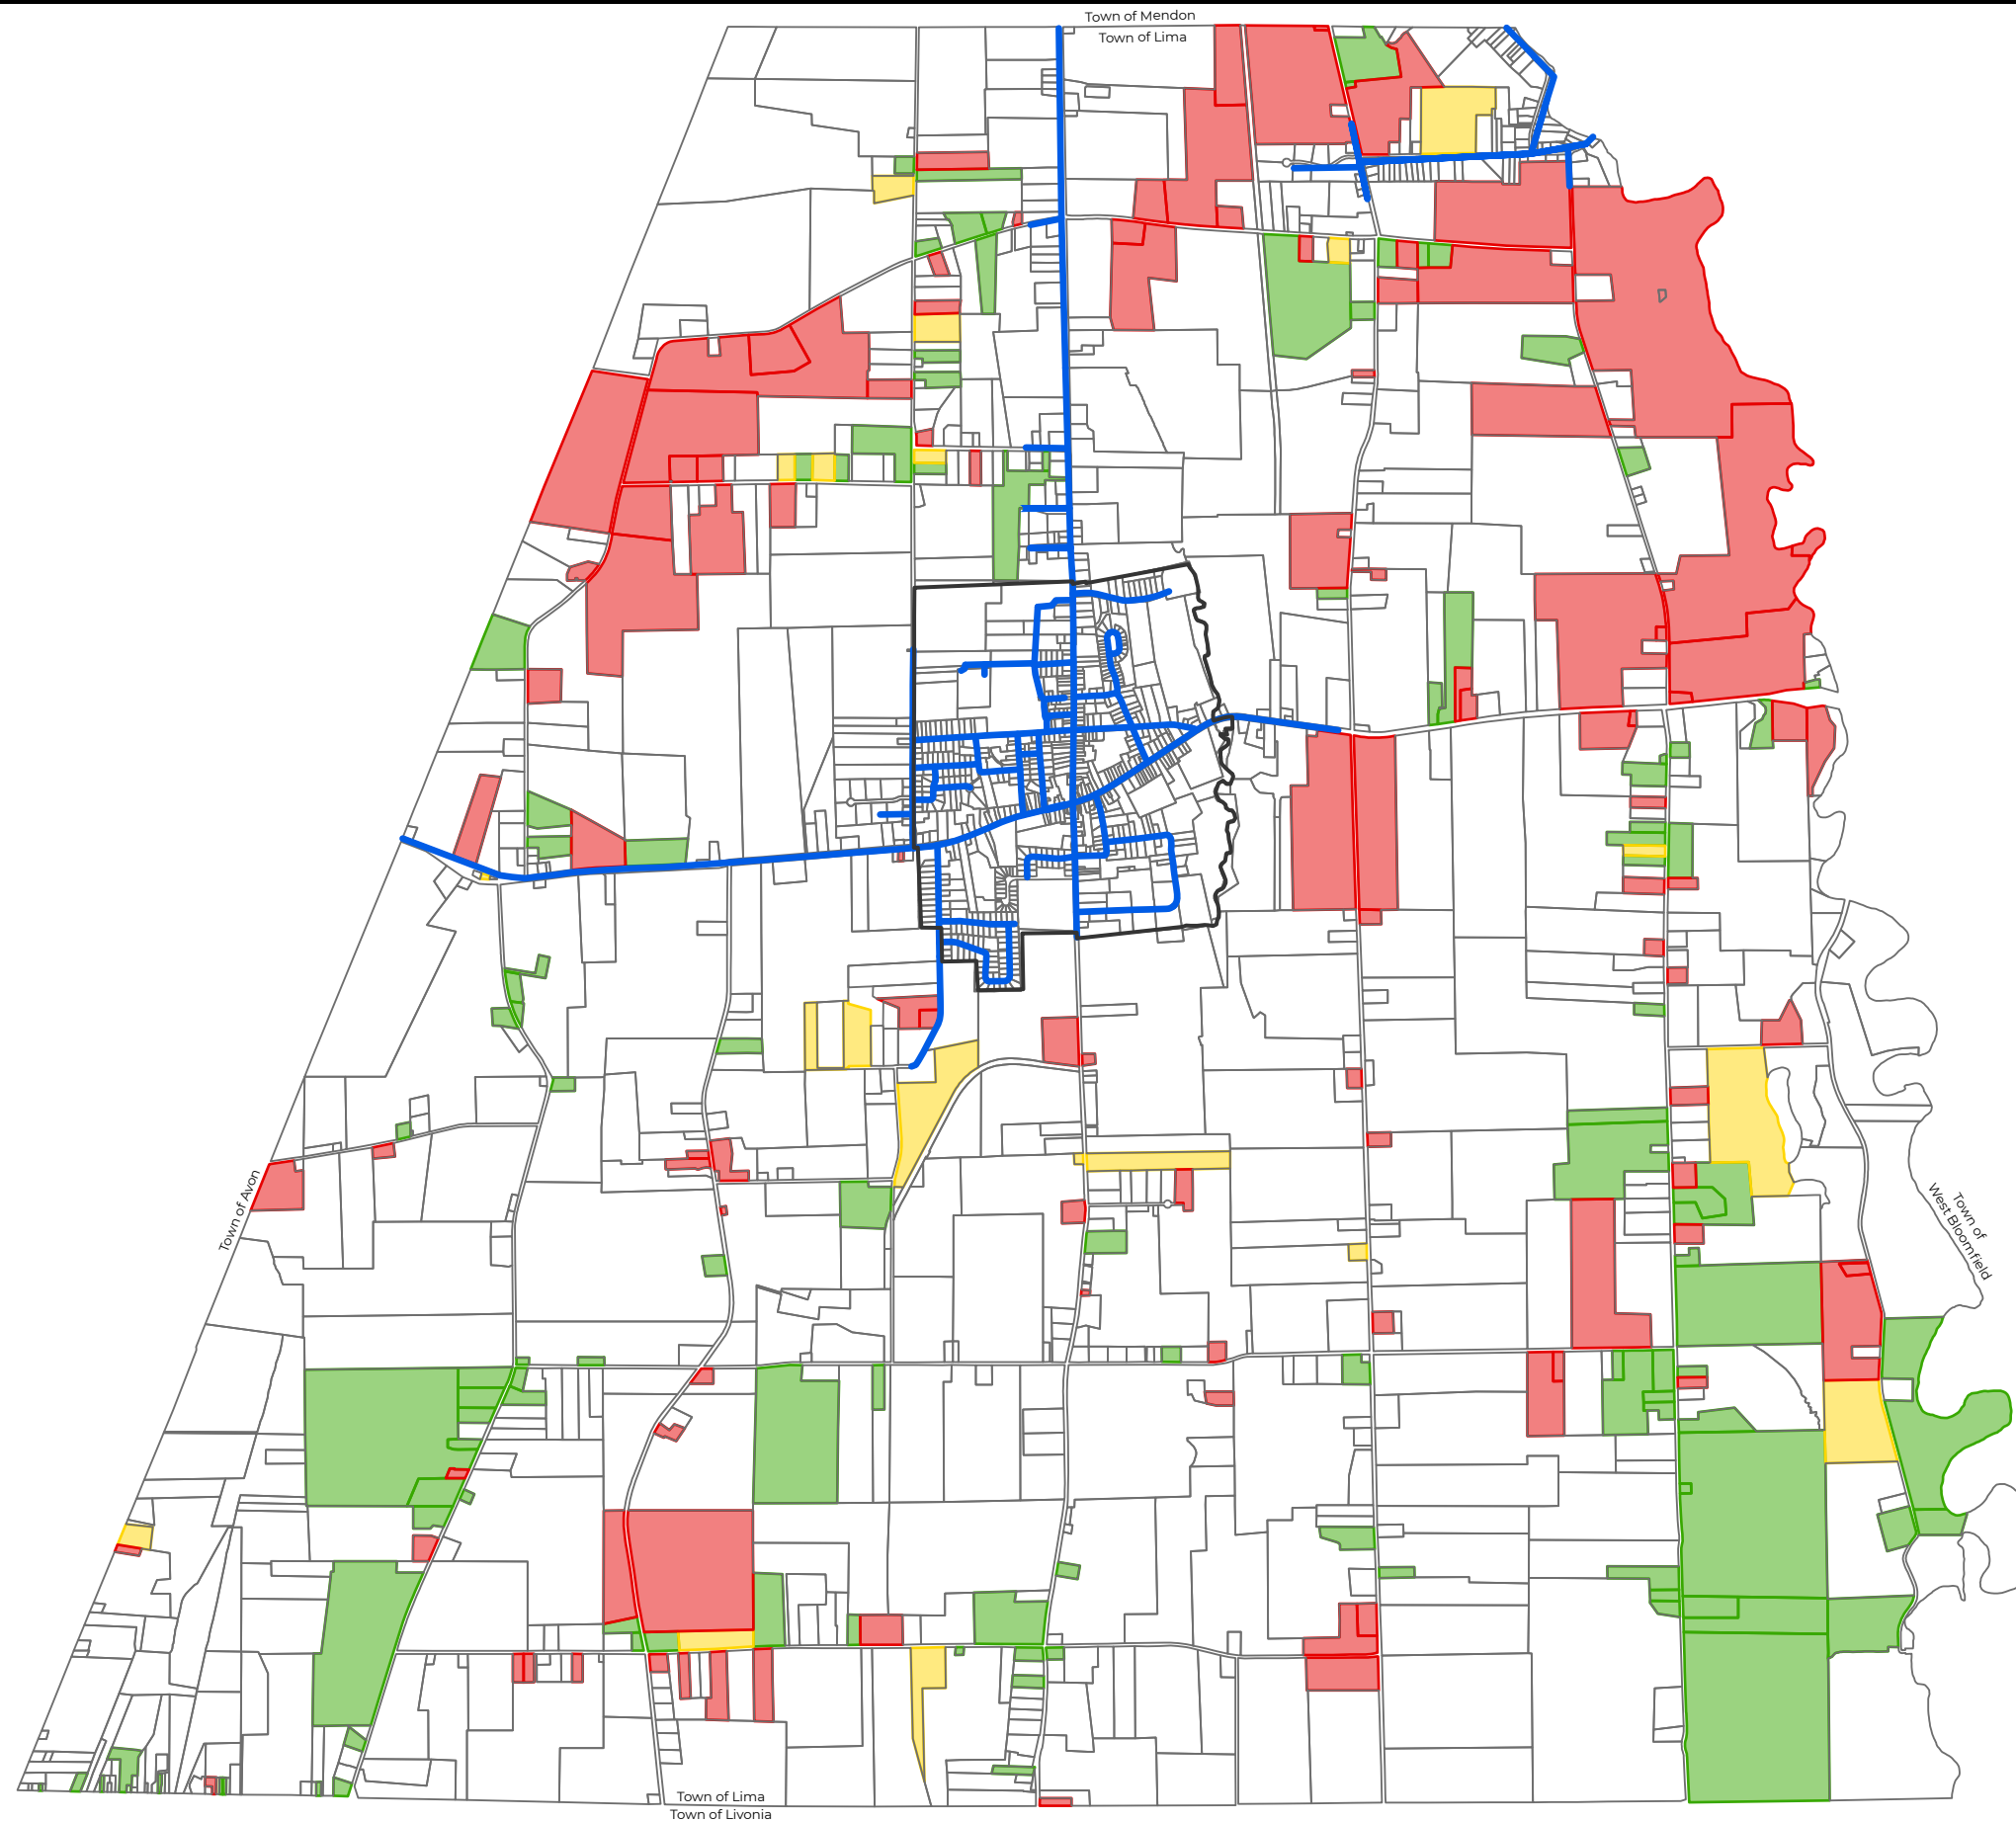 Town of Mendon
Town of Lima
Town of Avon
Town of
West Bloomfield
Town of Lima
Town of Livonia